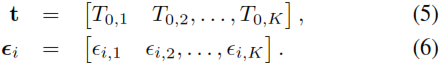 t = [T_{0,1} T_{0,2}, . . . , T_{0,K}] , (5)
ϵ_i = [ϵ_{i,1} ϵ_{i,2}, . . . , ϵ_{i,K}] . (6)